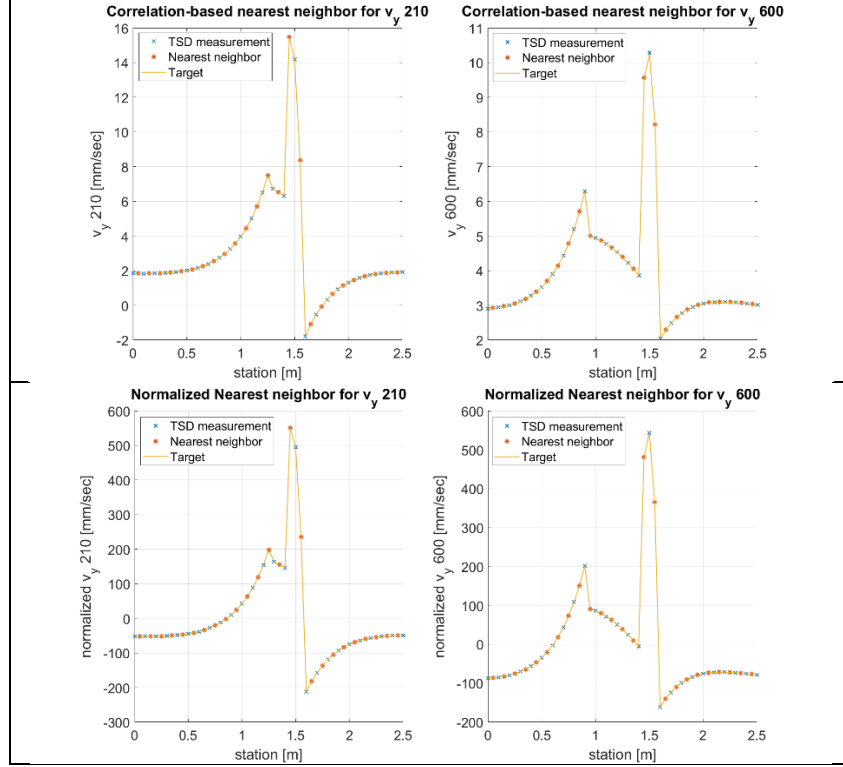 Correlation-based nearest neighbor for v_y 210
16
14
12
10
8
6
4
2
0
-2
v_y 210 [mm/sec]
TSD measurement
Nearest neighbor
Target
0
0.5
1
1.5
2
2.5
station [m]
Correlation-based nearest neighbor for v_y 600
11
10
9
8
7
6
5
4
3
2
v_y 600 [mm/sec]
TSD measurement
Nearest neighbor
Target
0
0.5
1
1.5
2
2.5
station [m]
Normalized Nearest neighbor for v_y 210
600
500
400
300
200
100
0
-100
-200
-300
normalized v_y 210 [mm/sec]
TSD measurement
Nearest neighbor
Target
0
0.5
1
1.5
2
2.5
station [m]
Normalized Nearest neighbor for v_y 600
600
500
400
300
200
100
0
-100
-200
normalized v_y 600 [mm/sec]
TSD measurement
Nearest neighbor
Target
0
0.5
1
1.5
2
2.5
station [m]